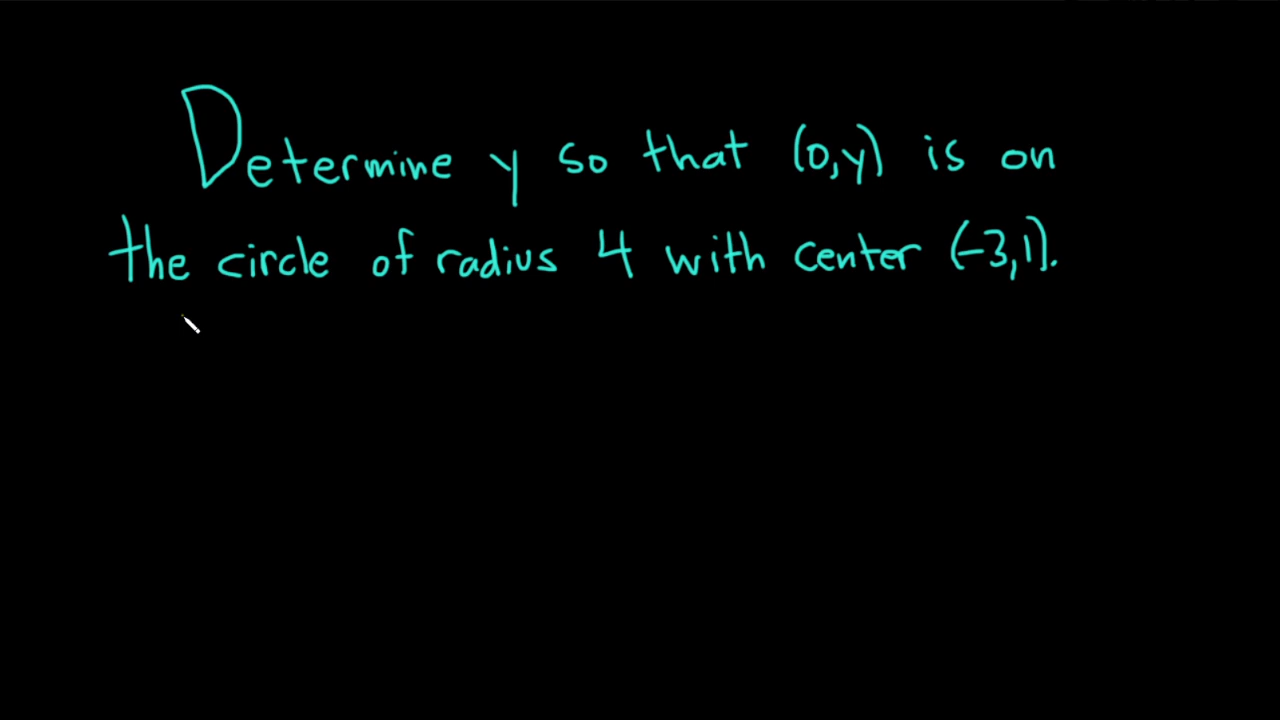 Determine y so that (0,y) is on
the circle of radius 4 with center (-3,1).